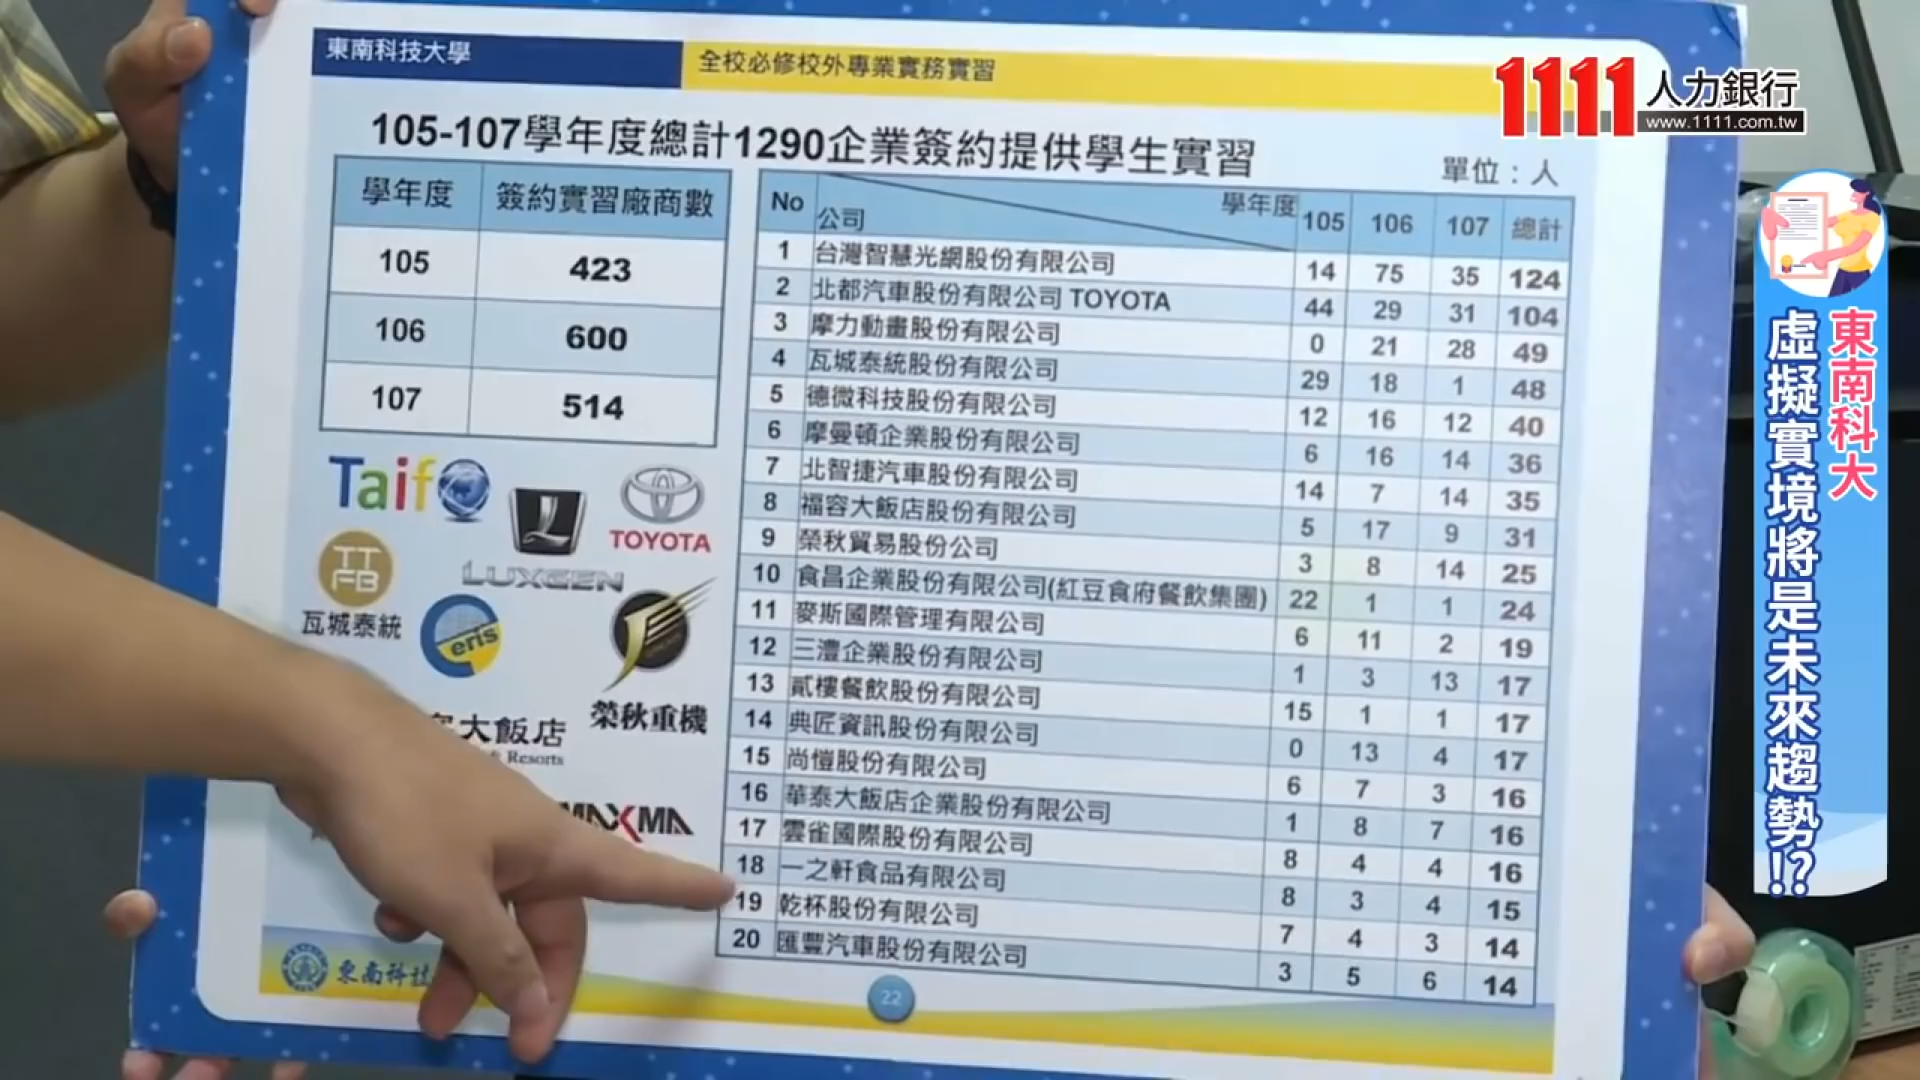 東南科技大學
全校必修校外專業實務實習
105-107學年度總計1290企業簽約提供學生實習
單位：人
學年度 簽約實習廠商數
105 423
106 600
107 514
Taif
TOYOTA
LUXGEN
TTFB
瓦城泰統
eris
榮秋重機
大飯店
& Resorts
MAXMA
No 公司 學年度 105 106 107 總計
1 台灣智慧光網股份有限公司 14 75 35 124
2 北都汽車股份有限公司 TOYOTA 44 29 31 104
3 摩力動畫股份有限公司 0 21 28 49
4 瓦城泰統股份有限公司 29 18 1 48
5 德微科技股份有限公司 12 16 12 40
6 摩曼頓企業股份有限公司 6 16 14 36
7 北智捷汽車股份有限公司 14 7 14 35
8 福容大飯店股份有限公司 5 17 9 31
9 榮秋貿易股份公司 3 8 14 25
10 食昌企業股份有限公司(紅豆食府餐飲集團) 22 1 1 24
11 麥斯國際管理有限公司 6 11 2 19
12 三澧企業股份有限公司 1 3 13 17
13 貳樓餐飲股份有限公司 15 1 1 17
14 典匠資訊股份有限公司 0 13 4 17
15 尚愷股份有限公司 6 7 3 16
16 華泰大飯店企業股份有限公司 1 8 7 16
17 雲雀國際股份有限公司 8 4 4 16
18 一之軒食品有限公司 8 3 4 15
19 乾杯股份有限公司 7 4 3 14
20 匯豐汽車股份有限公司 3 5 6 14
東南科技
22
1111 人力銀行
www.1111.com.tw
東南科大
虛擬實境將是未來趨勢!?